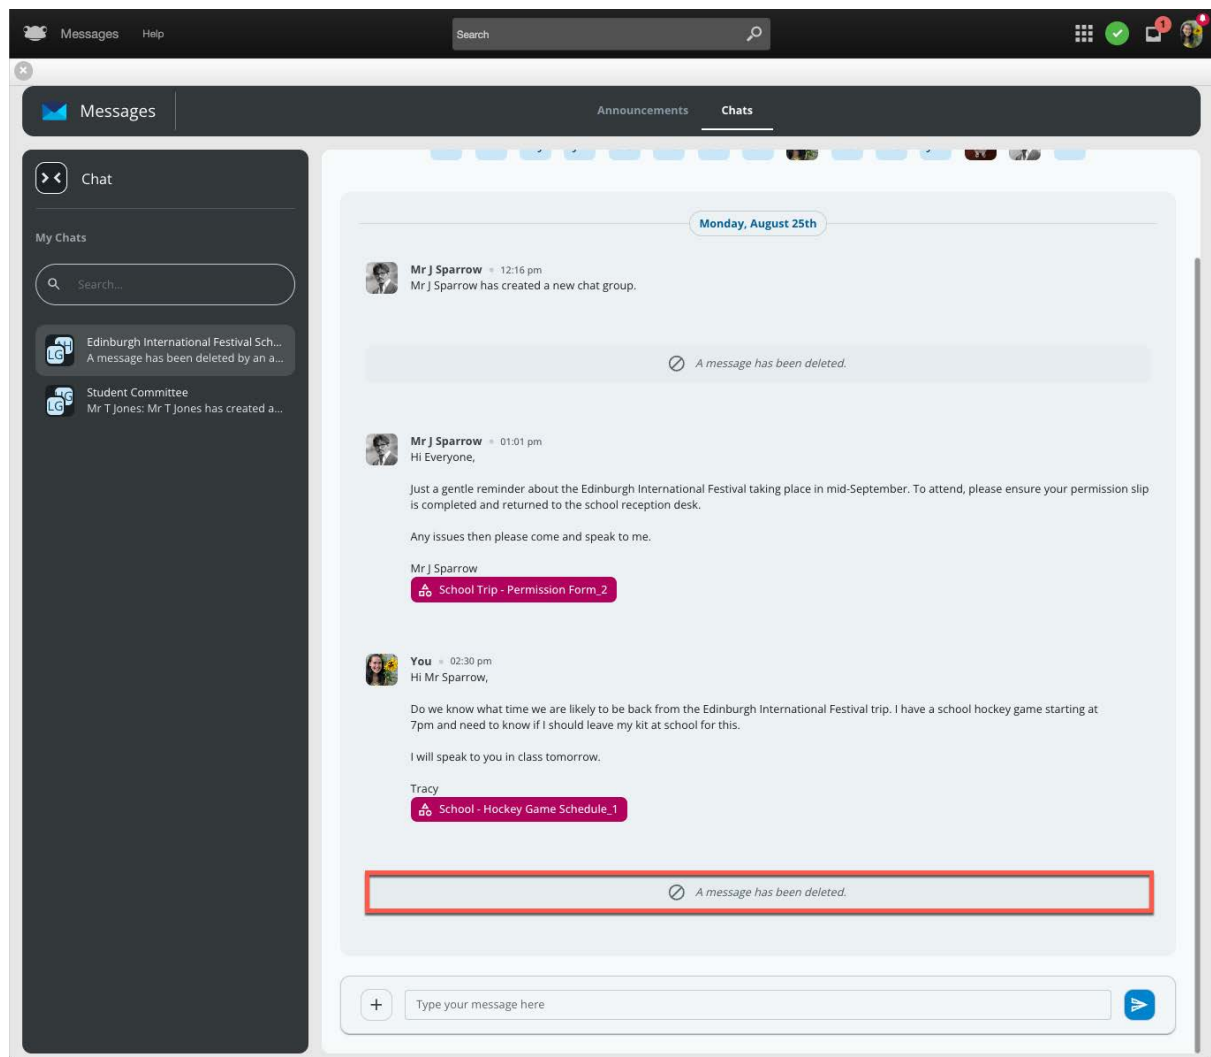 Messages Help
Search
1
Messages
Announcements Chats
Chat
My Chats
Search...
Edinburgh International Festival Sch...
A message has been deleted by an a...
LG
Student Committee
Mr T Jones: Mr T Jones has created a...
LG
Monday, August 25th
Mr J Sparrow 12:16 pm
Mr J Sparrow has created a new chat group.
A message has been deleted.
Mr J Sparrow 01:01 pm
Hi Everyone,
Just a gentle reminder about the Edinburgh International Festival taking place in mid-September. To attend, please ensure your permission slip
is completed and returned to the school reception desk.
Any issues then please come and speak to me.
Mr J Sparrow
School Trip - Permission Form_2
You 02:30 pm
Hi Mr Sparrow,
Do we know what time we are likely to be back from the Edinburgh International Festival trip. I have a school hockey game starting at
7pm and need to know if I should leave my kit at school for this.
I will speak to you in class tomorrow.
Tracy
School - Hockey Game Schedule_1
A message has been deleted.
Type your message here